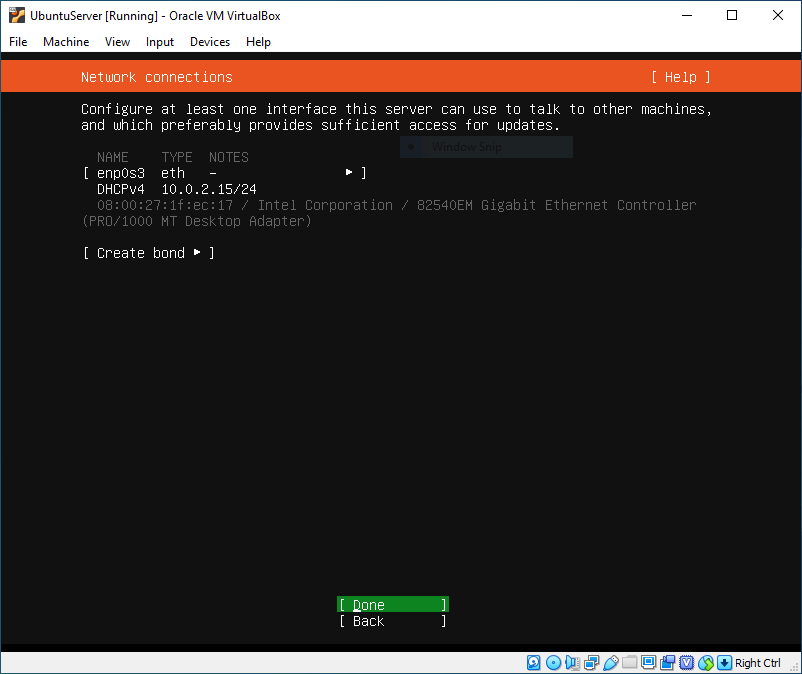 UbuntuServer [Running] - Oracle VM VirtualBox
File Machine View Input Devices Help
Network connections [ Help ]
Configure at least one interface this server can use to talk to other machines,
and which preferably provides sufficient access for updates.
Window Snip
NAME TYPE NOTES
[ enp0s3 eth - ▸ ]
DHCPv4 10.0.2.15/24
08:00:27:1f:ec:17 / Intel Corporation / 82540EM Gigabit Ethernet Controller
(PRO/1000 MT Desktop Adapter)
[ Create bond ▸ ]
[ Done ]
[ Back ]
Right Ctrl